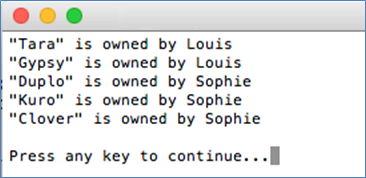 "Tara" is owned by Louis
"Gypsy" is owned by Louis
"Duplo" is owned by Sophie
"Kuro" is owned by Sophie
"Clover" is owned by Sophie
Press any key to continue...